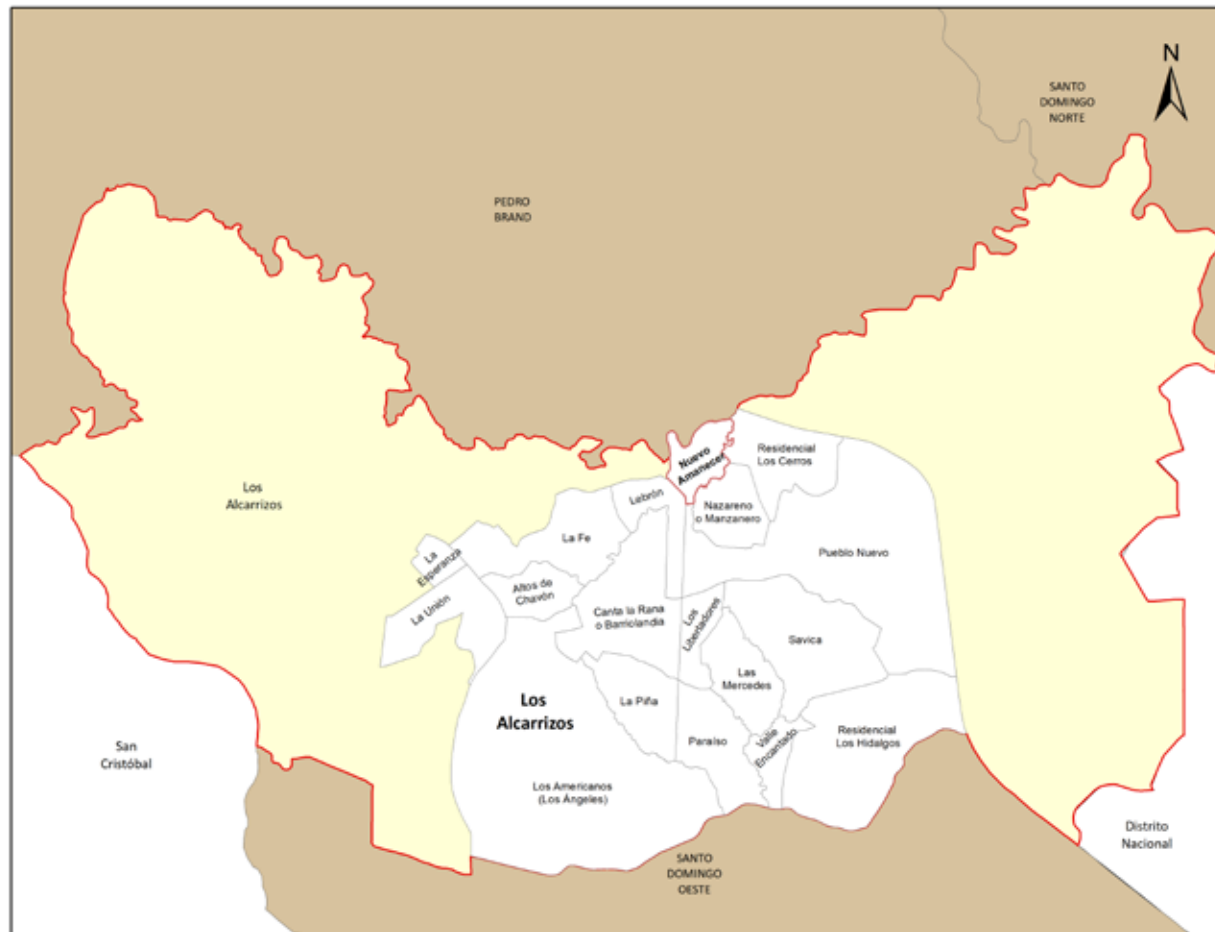 N
SANTO
DOMINGO
NORTE
PEDRO
BRAND
Nuevo
Amanecer
Residencial
Los Cerros
Los
Alcarrizos
Lebrón
Nazareno
o Manzanero
La Fe
Pueblo Nuevo
La
Esperanza
Altos de
Chavón
La Unión
Canta la Rana
o Barriolandia
Los
Libertadores
Savica
Las
Mercedes
Los
Alcarrizos
La Piña
San
Cristóbal
Paraíso
Valle
Encantado
Residencial
Los Hidalgos
Los Americanos
(Los Ángeles)
Distrito
Nacional
SANTO
DOMINGO
OESTE